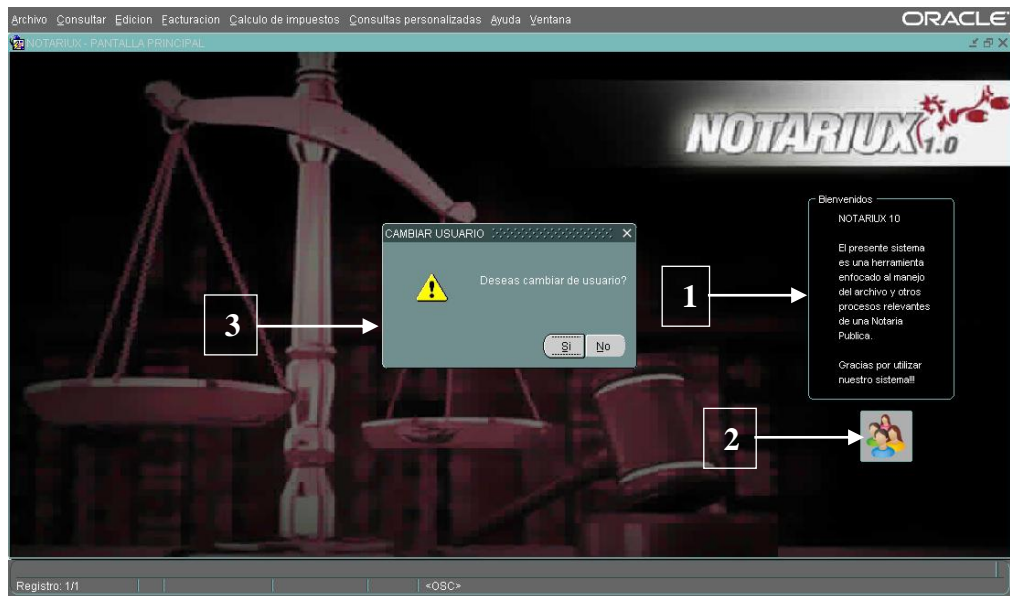 Archivo Consultar Edicion Facturacion Calculo de impuestos Consultas personalizadas Ayuda Ventana
ORACLE
NOTARIUX - PANTALLA PRINCIPAL
NOTARIUX 1.0
Bienvenidos
NOTARIUX 10
El presente sistema
es una herramienta
enfocado al manejo
del archivo y otros
procesos relevantes
de una Notaria
Publica.
Gracias por utilizar
nuestro sistema!!!
CAMBIAR USUARIO
Deseas cambiar de usuario?
Si No
1
3
2
Registro: 1/1
<OSC>